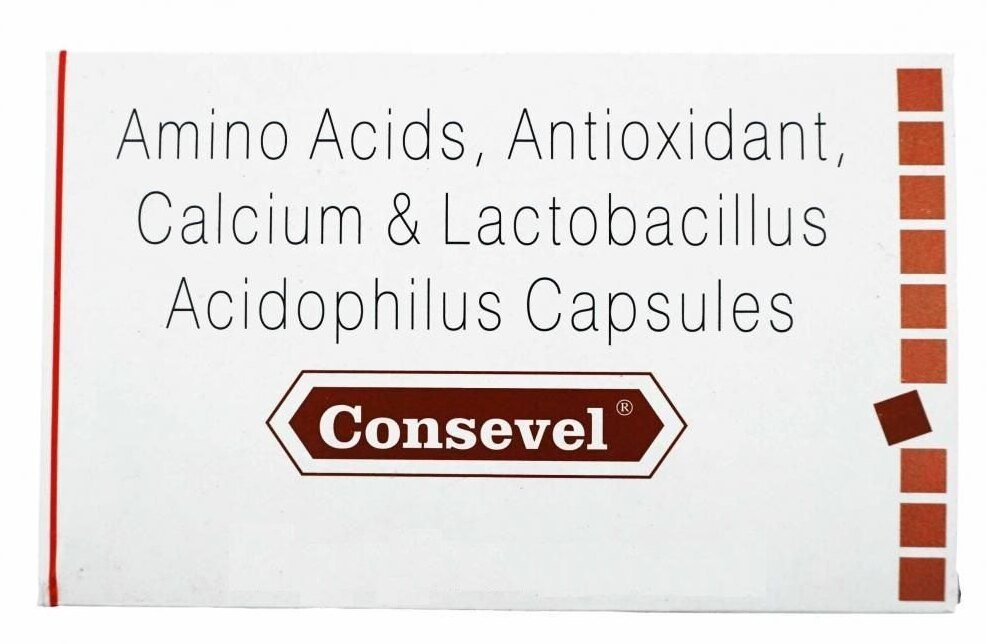 Amino Acids, Antioxidant,
Calcium & Lactobacillus
Acidophilus Capsules
Consevel®